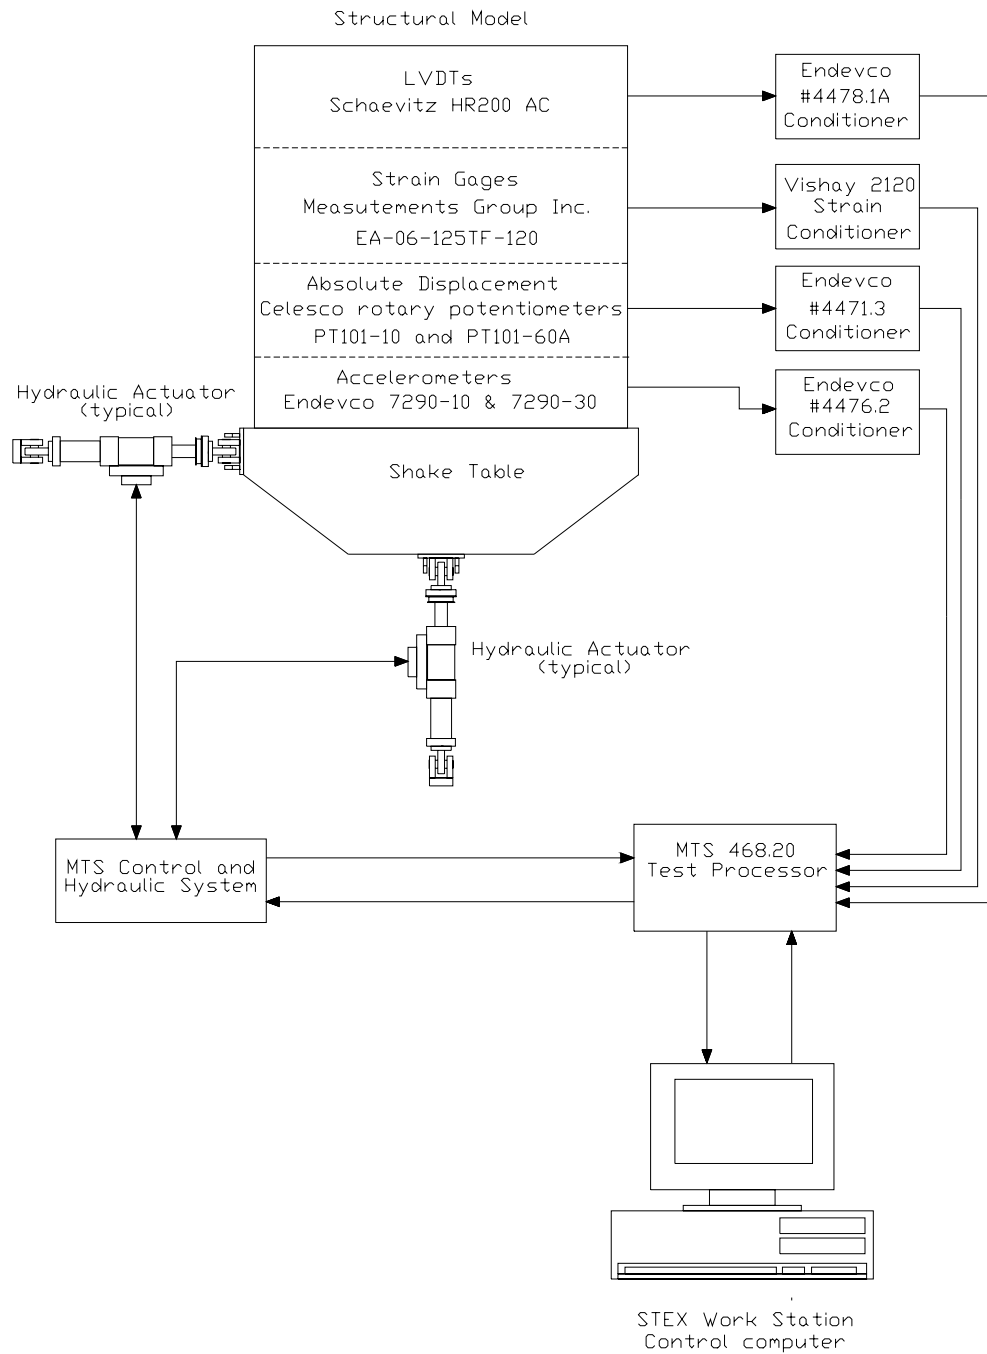 Structural Model
LVDTs
Schaevitz HR200 AC
Strain Gages
Measutements Group Inc.
EA-06-125TF-120
Absolute Displacement
Celesco rotary potentiometers
PT101-10 and PT101-60A
Accelerometers
Endevco 7290-10 & 7290-30
Endevco
#4478.1A
Conditioner
Vishay 2120
Strain
Conditioner
Endevco
#4471.3
Conditioner
Endevco
#4476.2
Conditioner
Hydraulic Actuator
(typical)
Shake Table
Hydraulic Actuator
(typical)
MTS Control and
Hydraulic System
MTS 468.20
Test Processor
STEX Work Station
Control computer